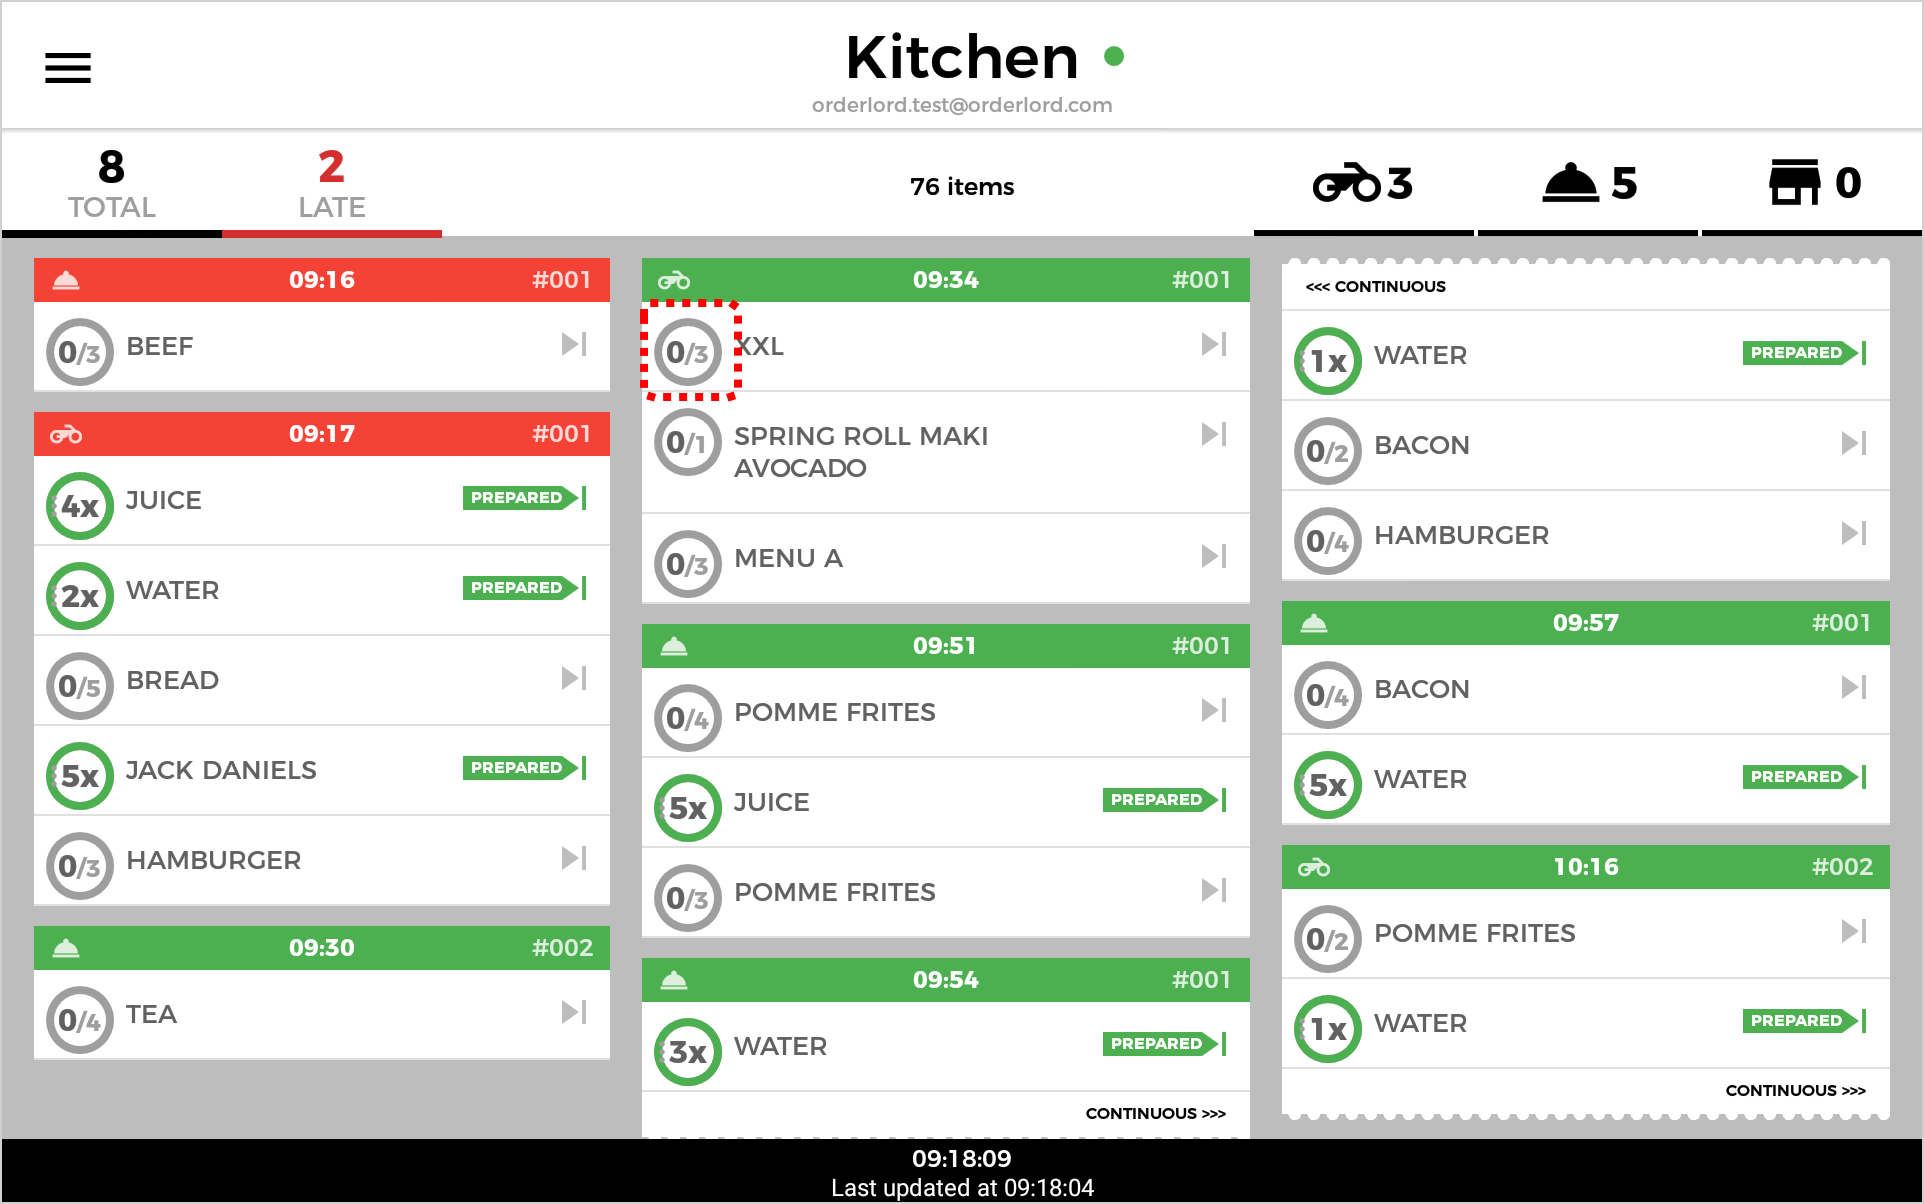 Kitchen
orderlord.test@orderlord.com
8
TOTAL
2
LATE
76 items
3
5
0
09:16 #001
0/3 BEEF
09:17 #001
4x JUICE PREPARED
2x WATER PREPARED
0/5 BREAD
5x JACK DANIELS PREPARED
0/3 HAMBURGER
09:30 #002
0/4 TEA
09:34 #001
0/3 XXL
0/1 SPRING ROLL MAKI
AVOCADO
0/3 MENU A
09:51 #001
0/4 POMME FRITES
5x JUICE PREPARED
0/3 POMME FRITES
09:54 #001
3x WATER PREPARED
CONTINUOUS >>>
<<< CONTINUOUS
1x WATER PREPARED
0/2 BACON
0/4 HAMBURGER
09:57 #001
0/4 BACON
5x WATER PREPARED
10:16 #002
0/2 POMME FRITES
1x WATER PREPARED
CONTINUOUS >>>
09:18:09
Last updated at 09:18:04